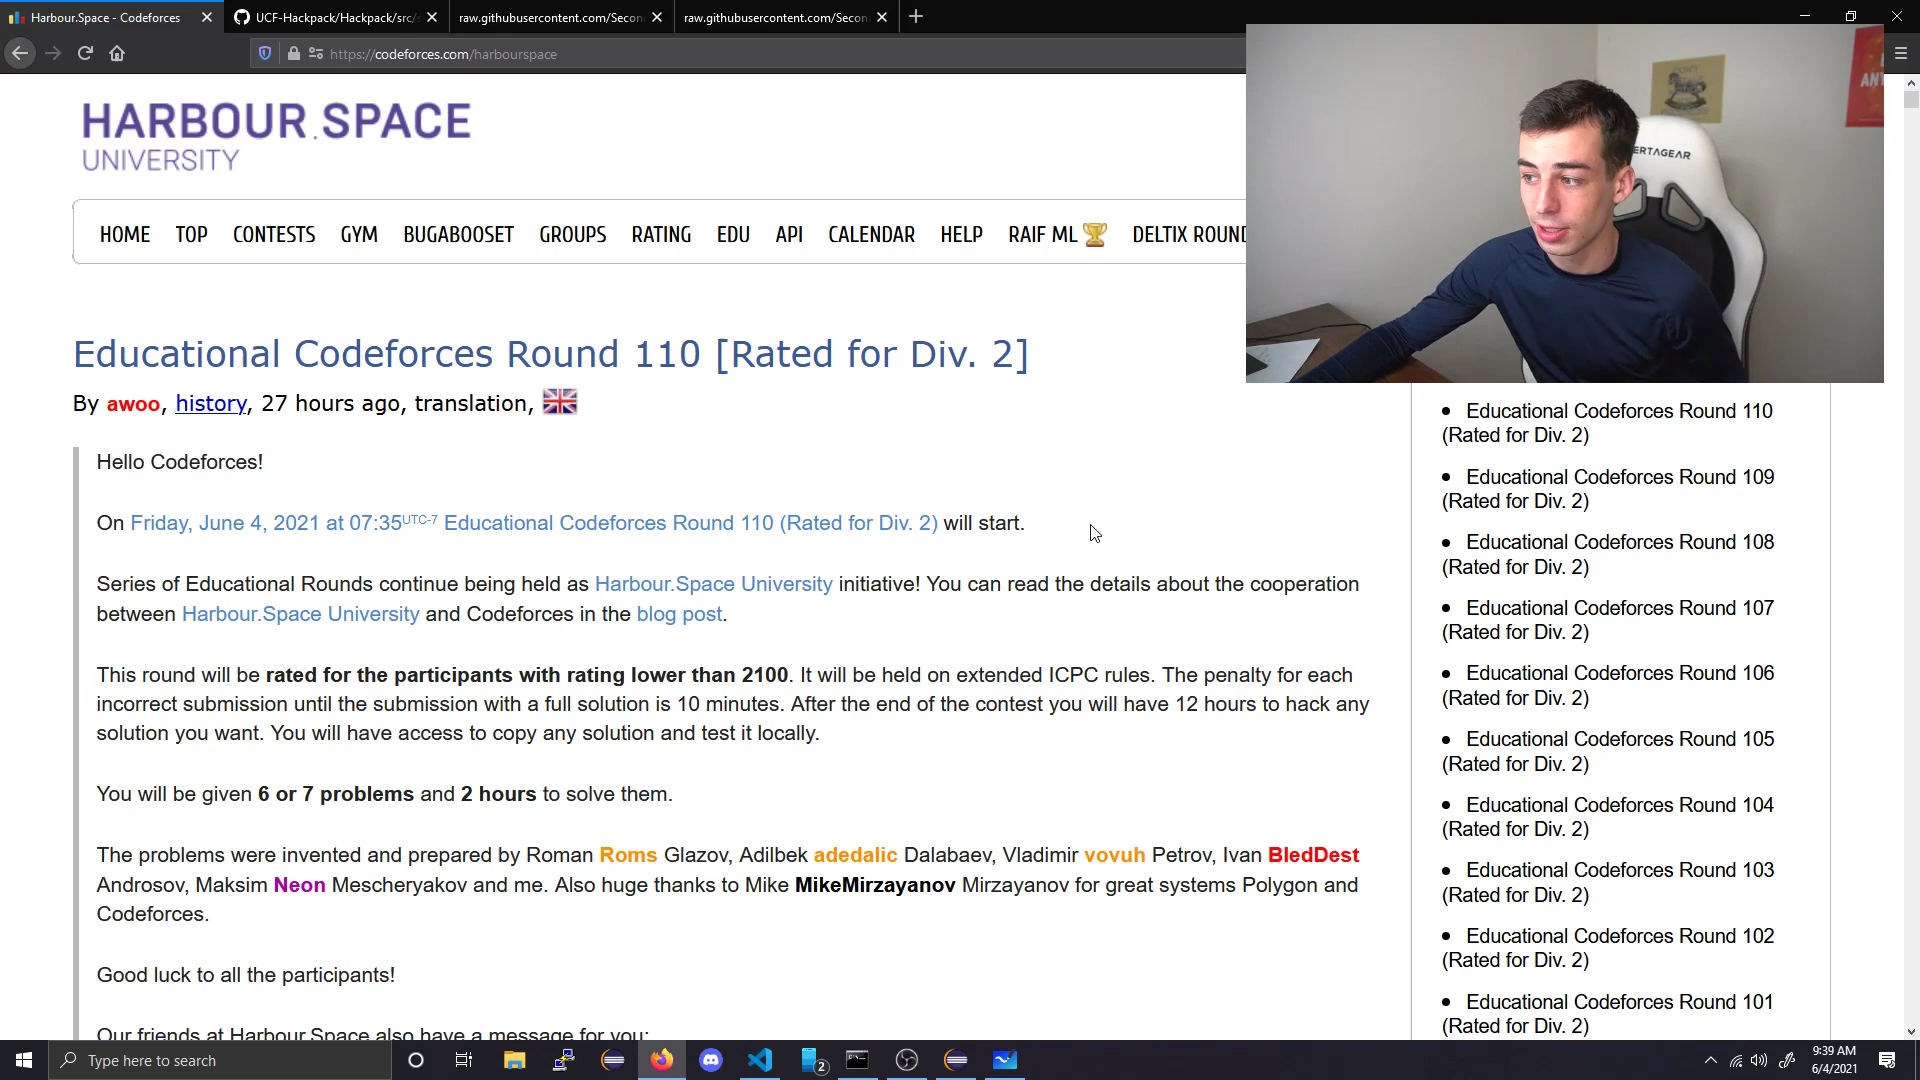 Harbour.Space - Codeforces
UCF-Hackpack/Hackpack/src/
raw.githubusercontent.com/Secon
raw.githubusercontent.com/Secon
https://codeforces.com/harbourspace
HARBOUR.SPACE
UNIVERSITY
HOME TOP CONTESTS GYM BUGABOOSET GROUPS RATING EDU API CALENDAR HELP RAIF ML DELTIX ROUND
ERTAGEAR
Educational Codeforces Round 110 [Rated for Div. 2]
By awoo, history, 27 hours ago, translation,
Hello Codeforces!
On Friday, June 4, 2021 at 07:35UTC-7 Educational Codeforces Round 110 (Rated for Div. 2) will start.
Series of Educational Rounds continue being held as Harbour.Space University initiative! You can read the details about the cooperation
between Harbour.Space University and Codeforces in the blog post.
This round will be rated for the participants with rating lower than 2100. It will be held on extended ICPC rules. The penalty for each
incorrect submission until the submission with a full solution is 10 minutes. After the end of the contest you will have 12 hours to hack any
solution you want. You will have access to copy any solution and test it locally.
You will be given 6 or 7 problems and 2 hours to solve them.
The problems were invented and prepared by Roman Roms Glazov, Adilbek adedalic Dalabaev, Vladimir vovuh Petrov, Ivan BledDest
Androsov, Maksim Neon Mescheryakov and me. Also huge thanks to Mike MikeMirzayanov Mirzayanov for great systems Polygon and
Codeforces.
Good luck to all the participants!
Our friends at Harbour.Space also have a message for you:
Educational Codeforces Round 110
(Rated for Div. 2)
Educational Codeforces Round 109
(Rated for Div. 2)
Educational Codeforces Round 108
(Rated for Div. 2)
Educational Codeforces Round 107
(Rated for Div. 2)
Educational Codeforces Round 106
(Rated for Div. 2)
Educational Codeforces Round 105
(Rated for Div. 2)
Educational Codeforces Round 104
(Rated for Div. 2)
Educational Codeforces Round 103
(Rated for Div. 2)
Educational Codeforces Round 102
(Rated for Div. 2)
Educational Codeforces Round 101
(Rated for Div. 2)
Type here to search
2
9:39 AM
6/4/2021